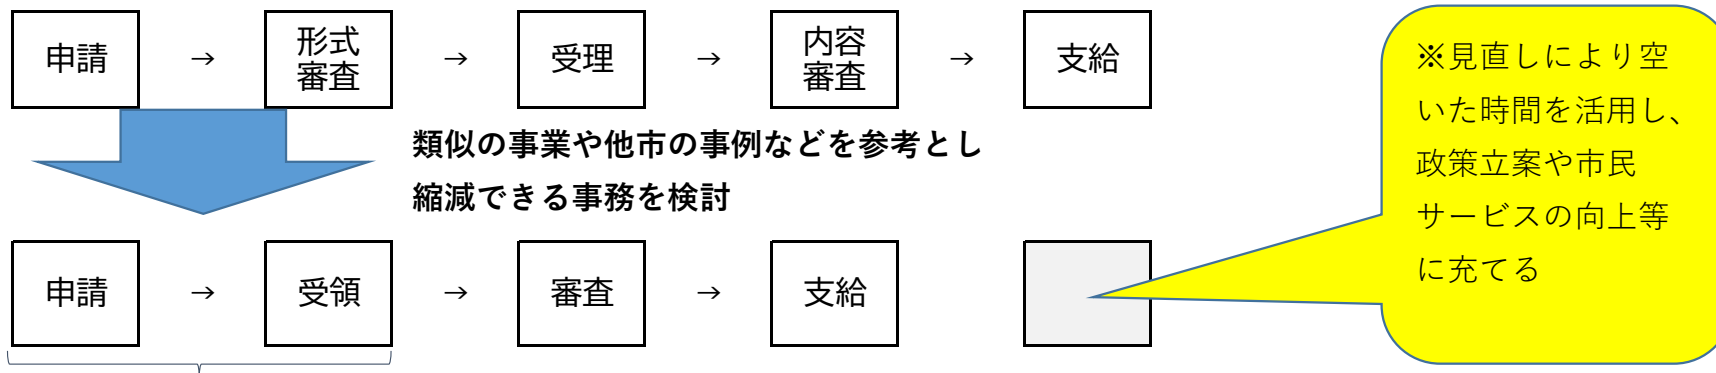 申請 → 形式審査 → 受理 → 内容審査 → 支給
類似の事業や他市の事例などを参考とし
縮減できる事務を検討
申請 → 受領 → 審査 → 支給
※見直しにより空
いた時間を活用し、
政策立案や市民
サービスの向上等
に充てる